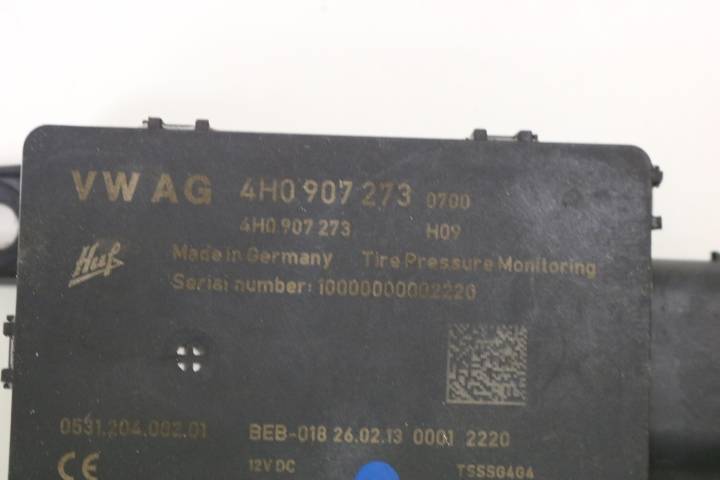 VW AG 4H0 907 273 0700
4H0 907 273 H09
Huf
Made in Germany Tire Pressure Monitoring
Serial number: 10000000002220
0531.204.002.01 BEB-018 26.02.13 0001 2220
CE 12V DC TSSSG4G4